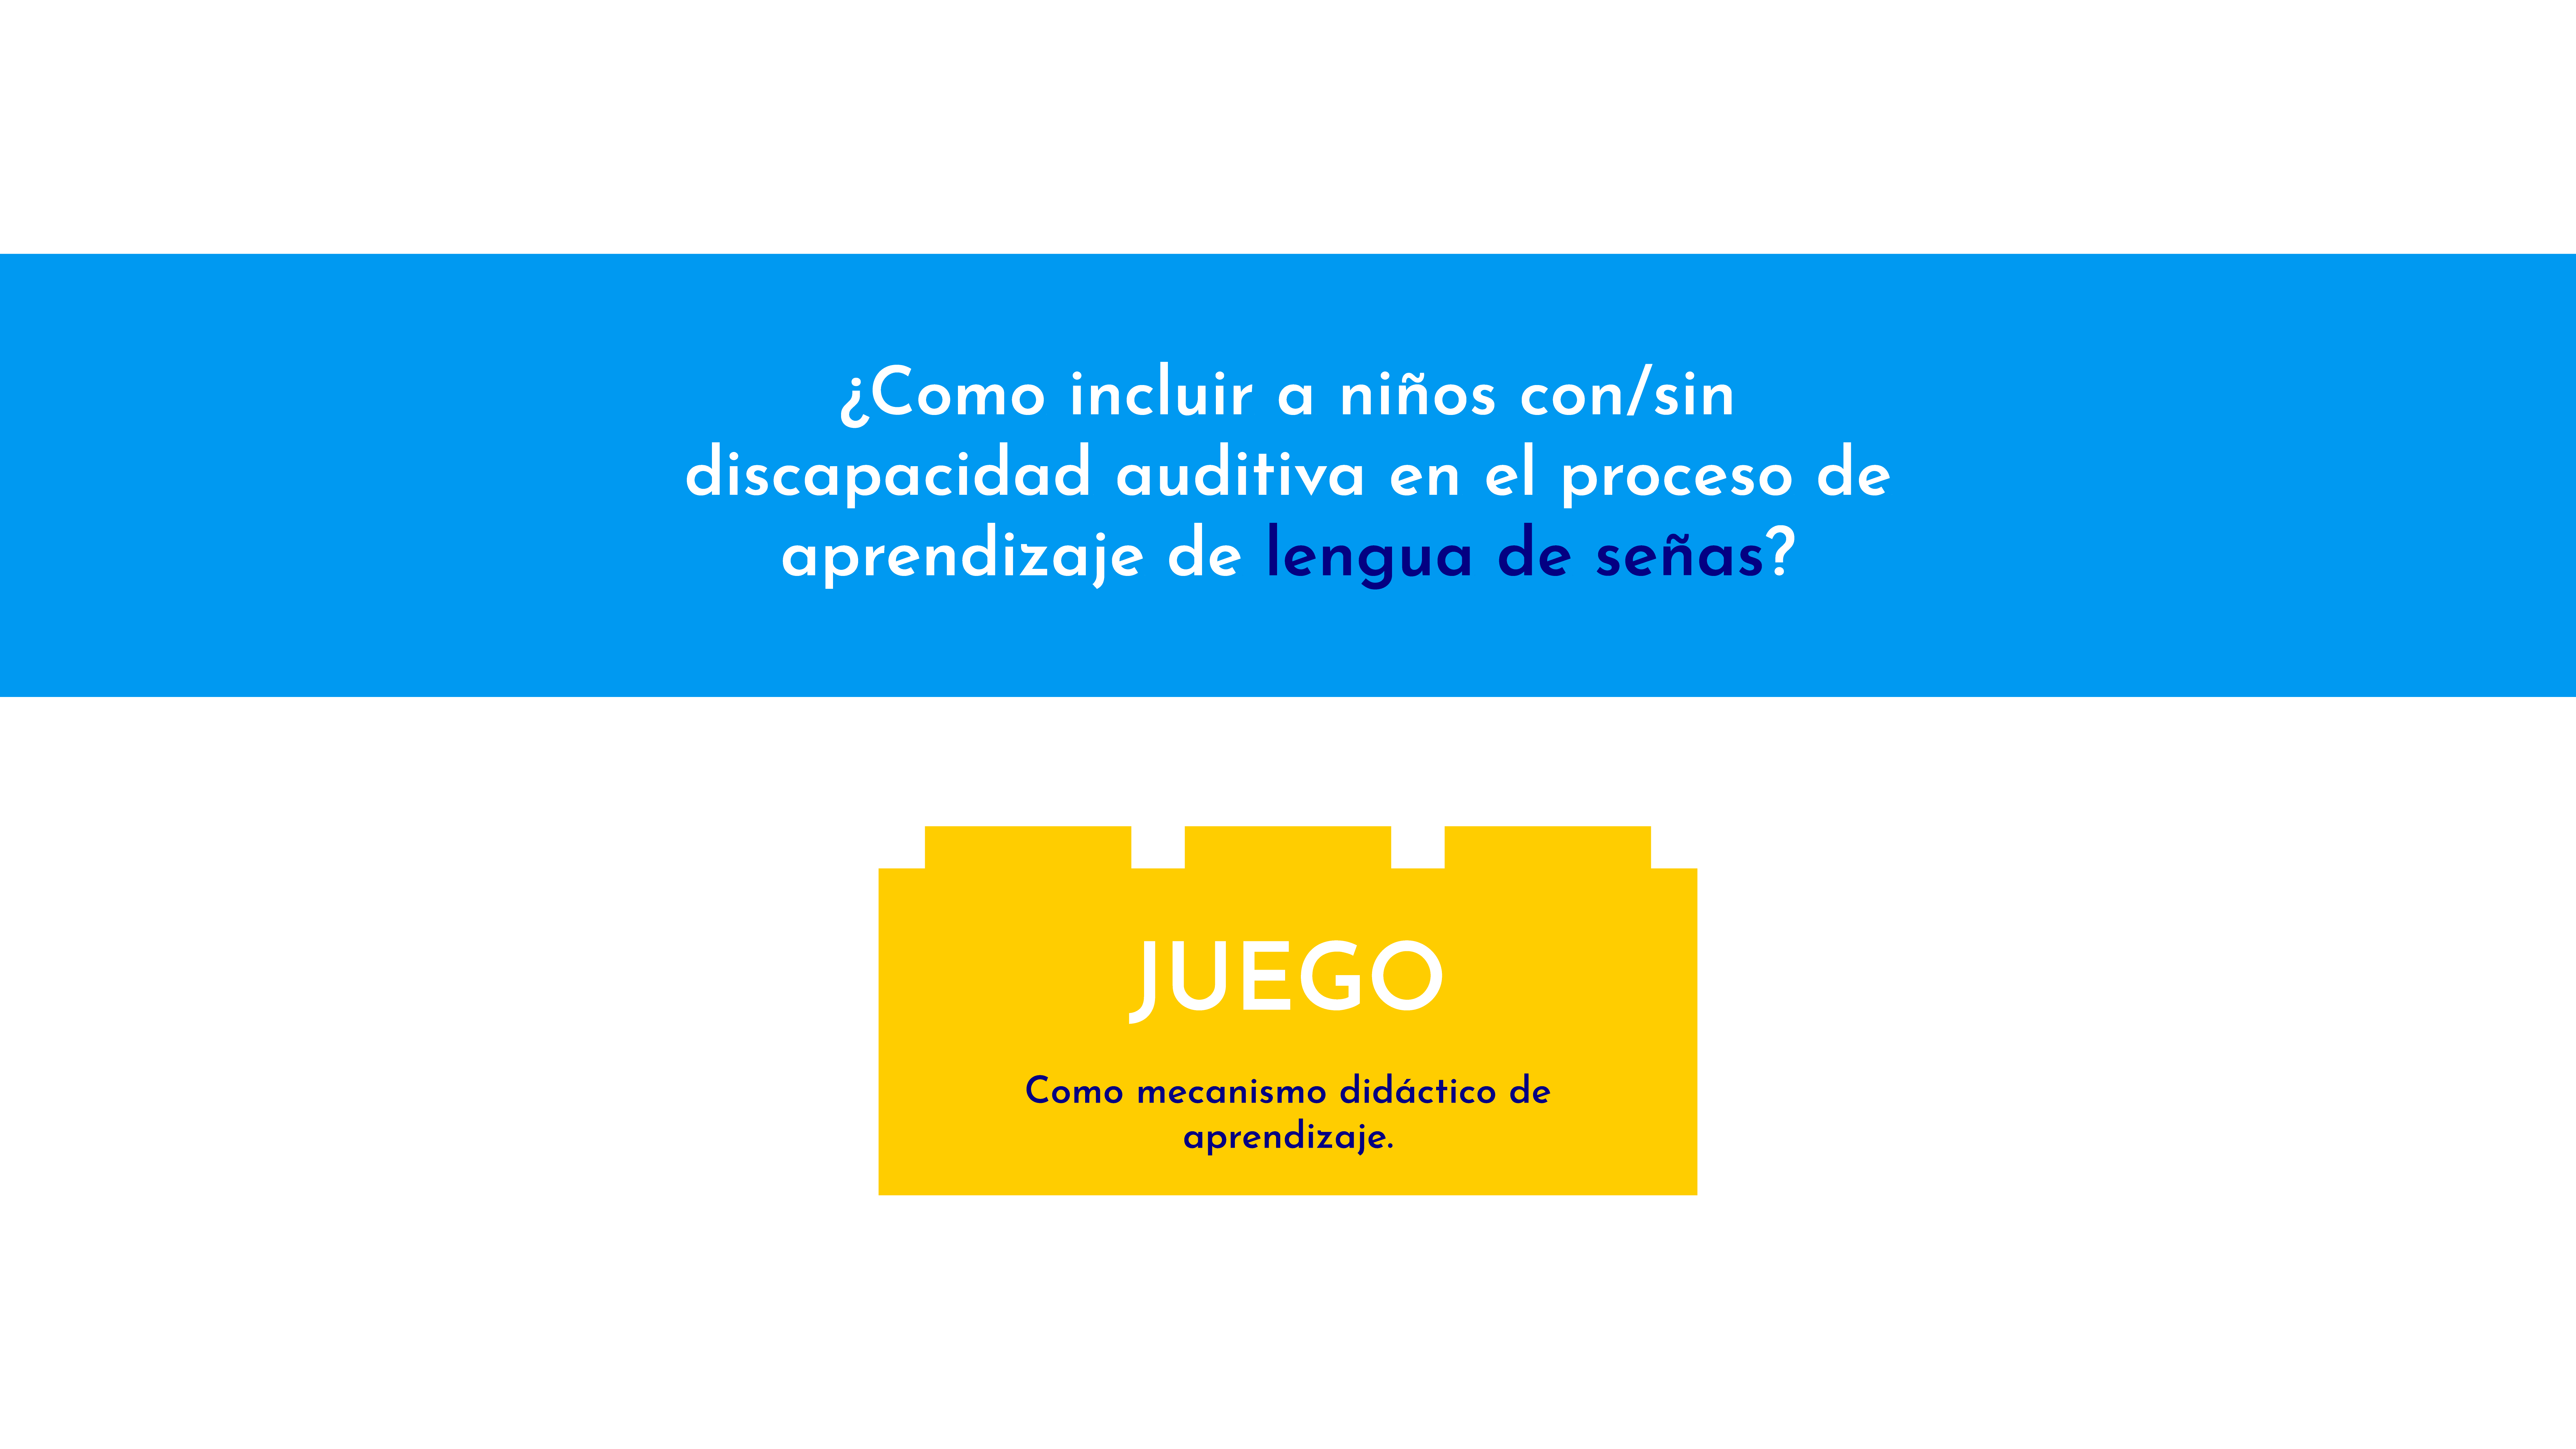 ¿Como incluir a niños con/sin
discapacidad auditiva en el proceso de
aprendizaje de lengua de señas?
JUEGO
Como mecanismo didáctico de
aprendizaje.